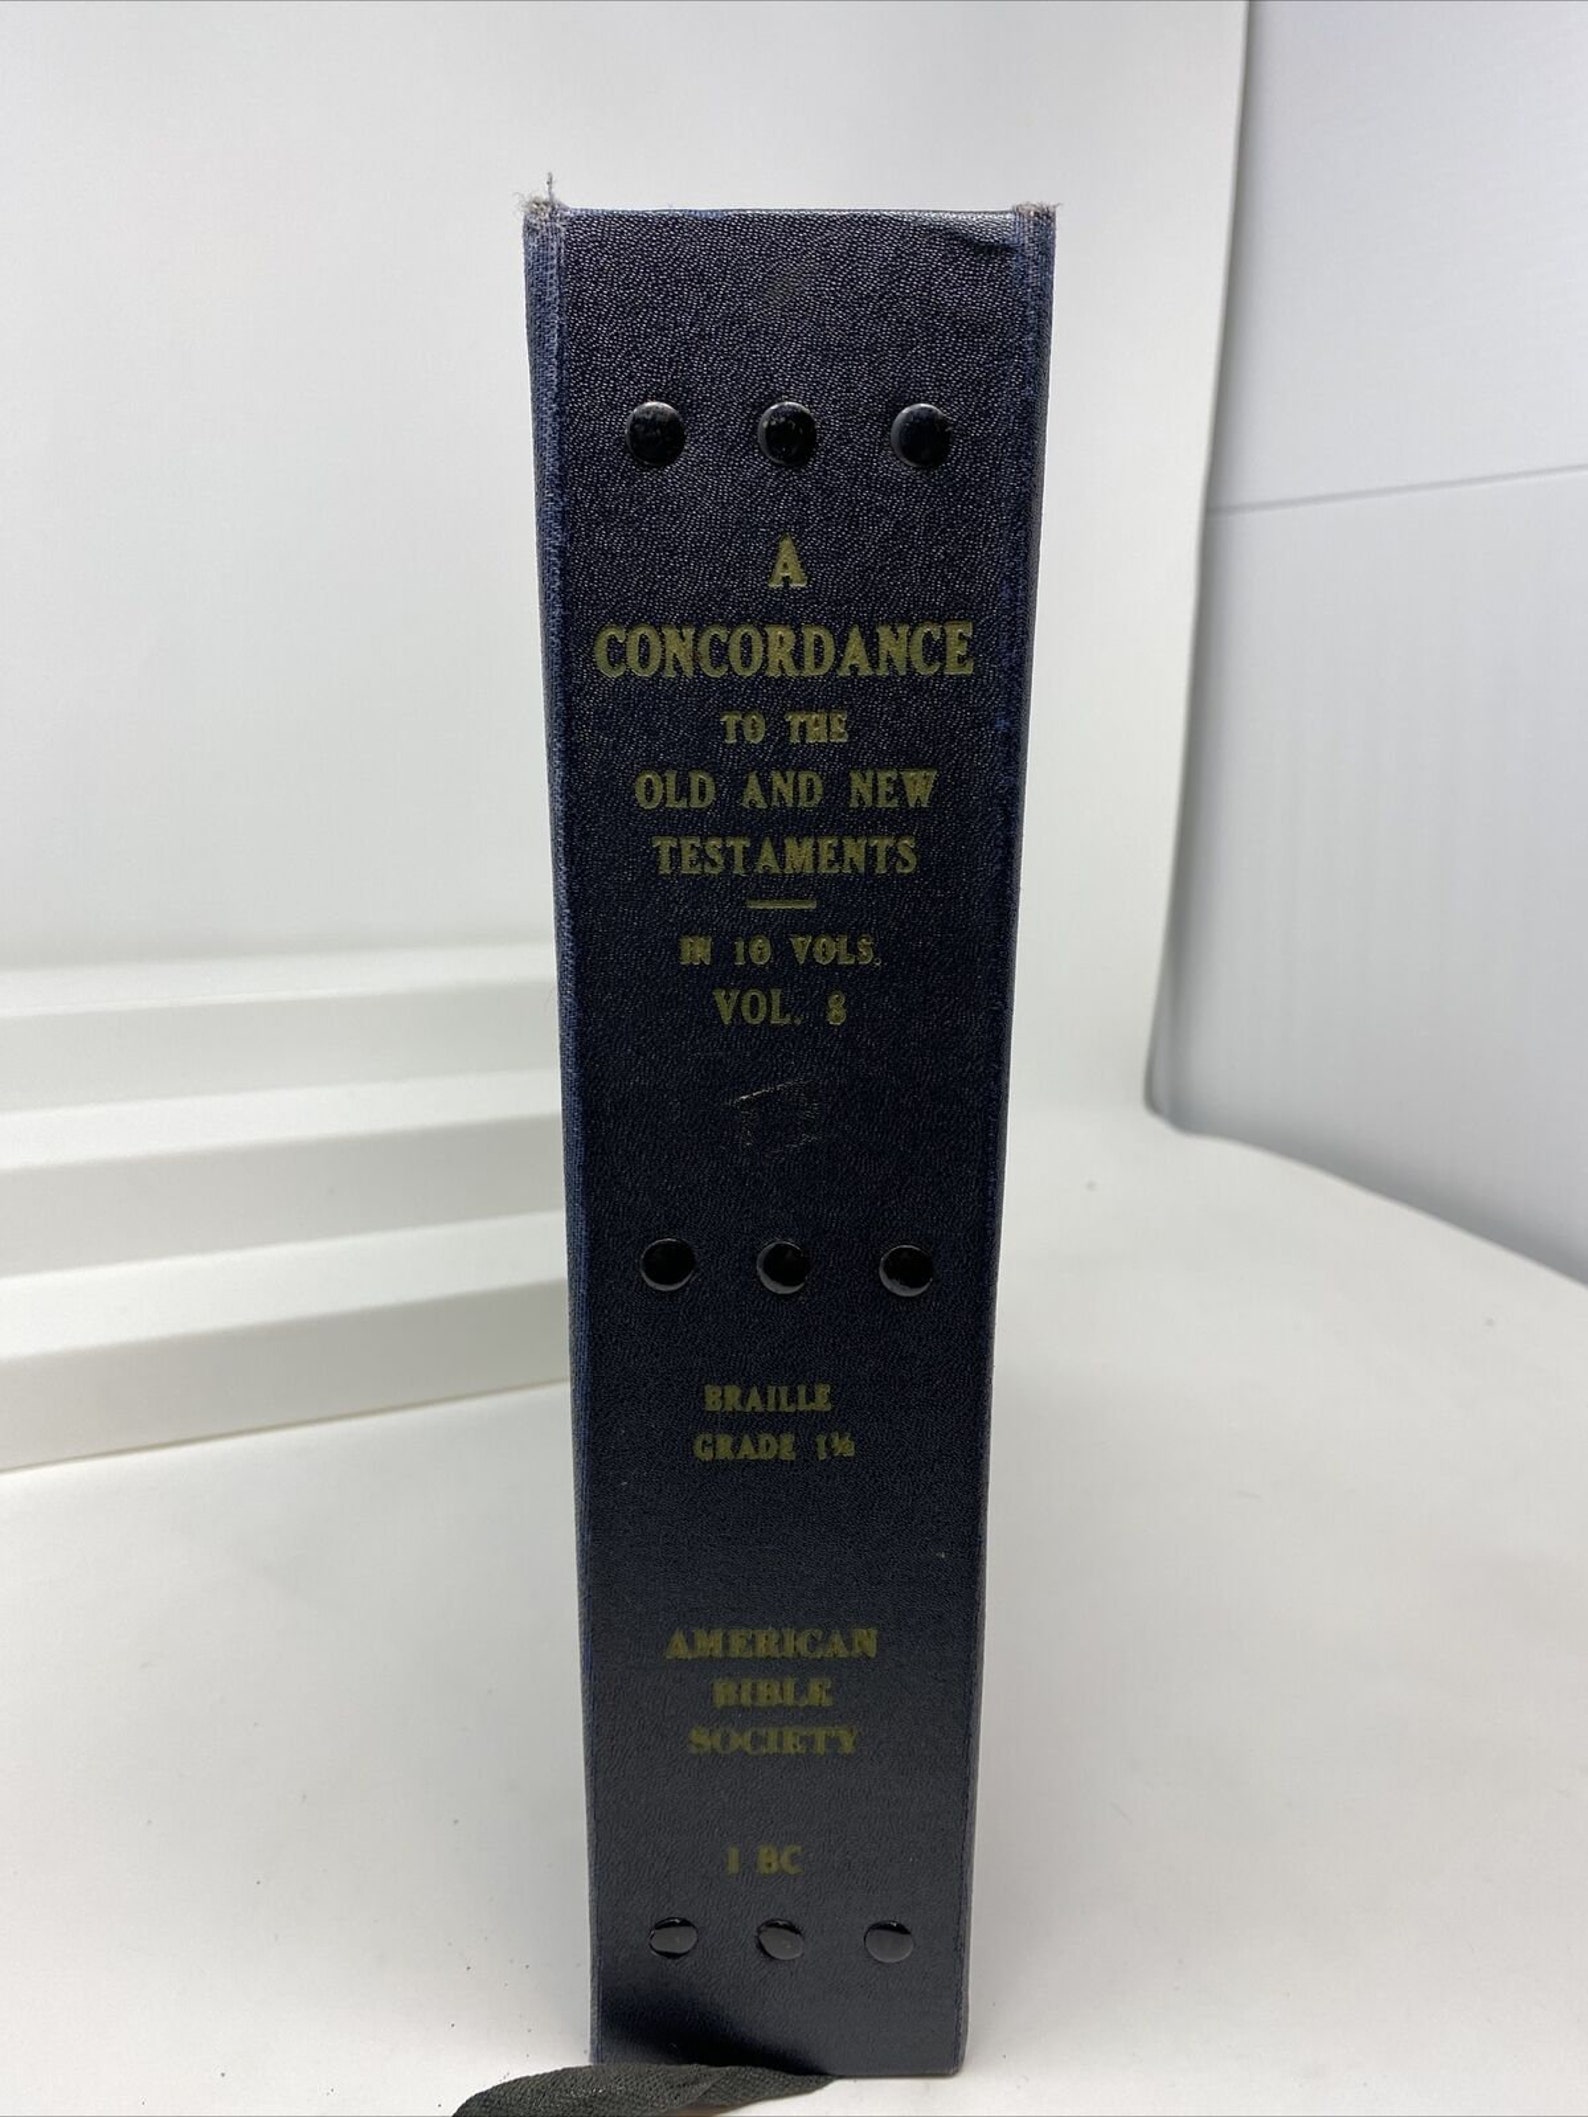 A
CONCORDANCE
TO THE
OLD AND NEW
TESTAMENTS
IN 10 VOLS.
VOL. 8
BRAILLE
GRADE 1½
AMERICAN
BIBLE
SOCIETY
1 BC